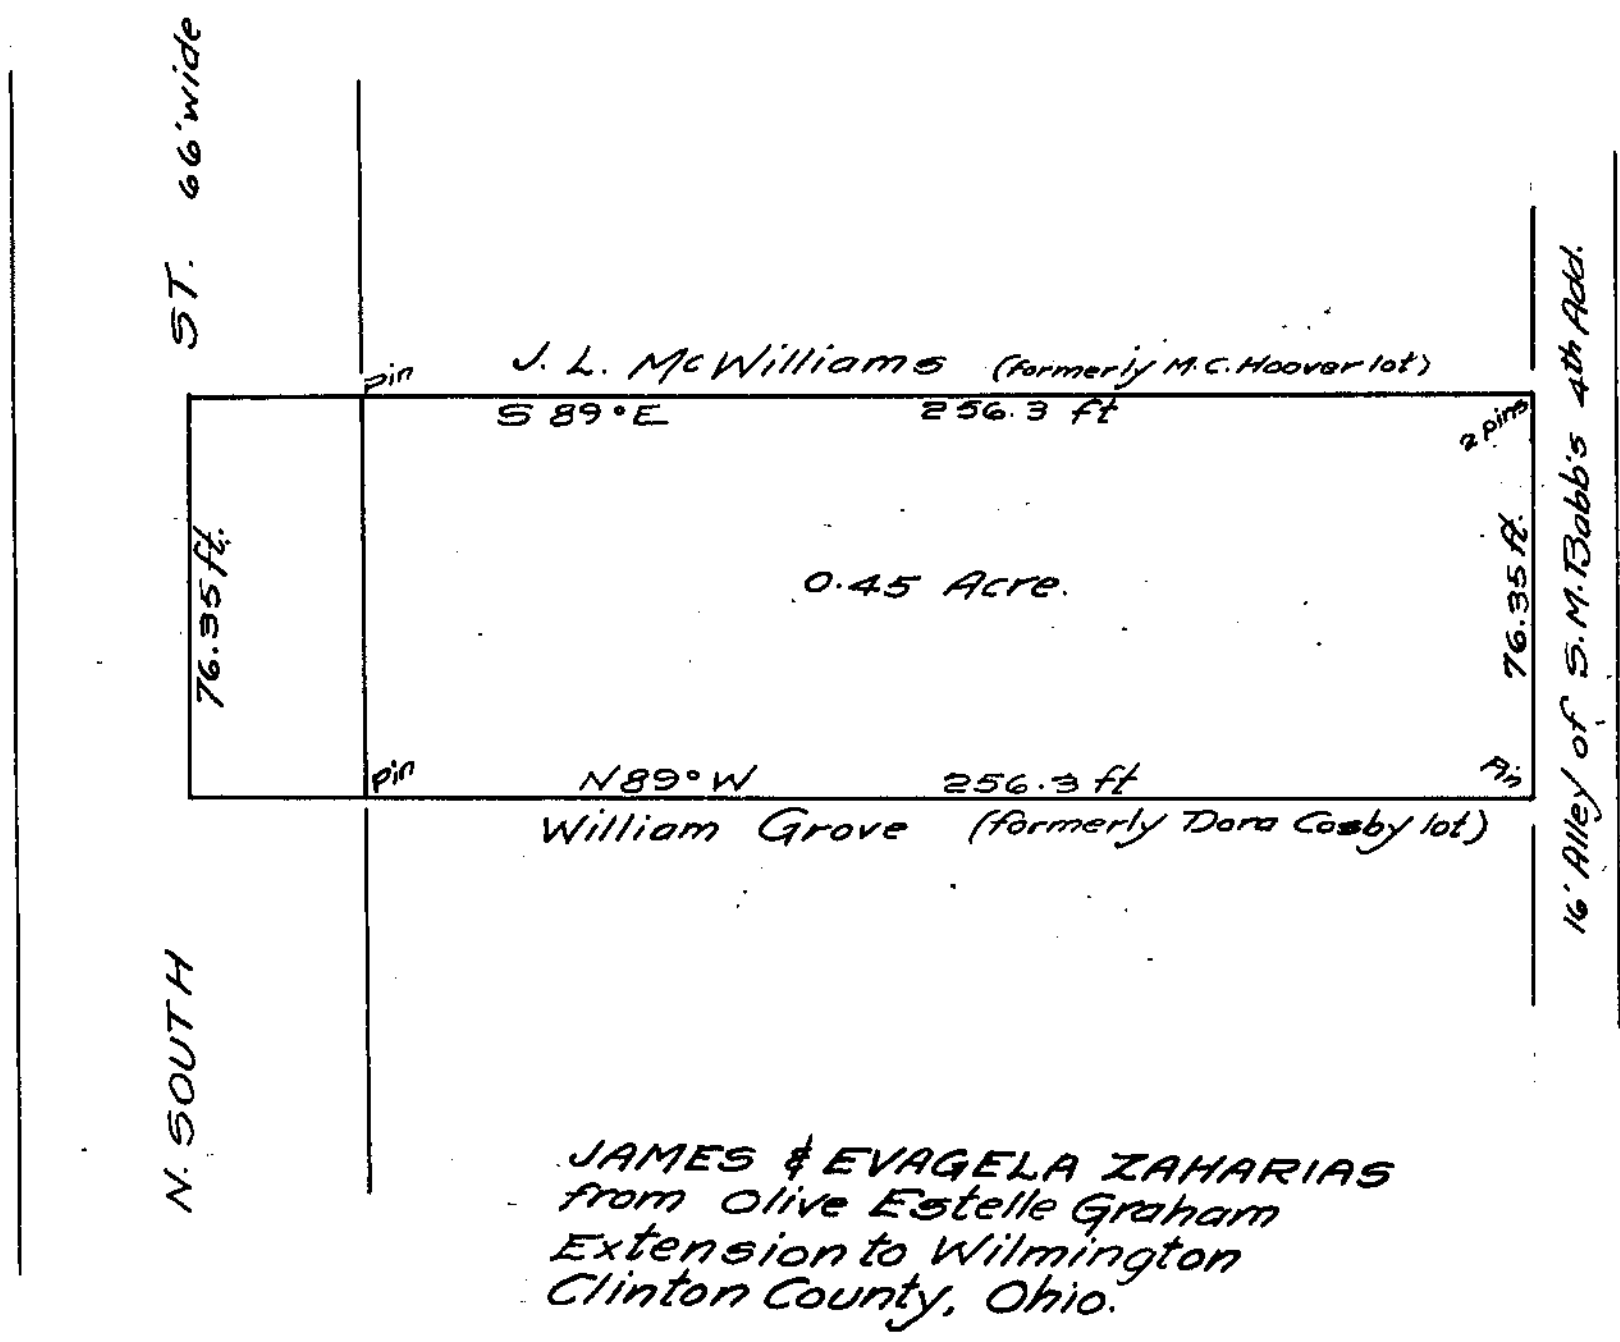 N. SOUTH ST. 66' wide
pin
J. L. McWilliams (formerly M.C. Hoover lot)
S 89° E 256.3 ft
2 pins
76.35 ft.
0.45 Acre.
76.35 ft.
16' Alley of S. M. Babb's 4th Add.
pin
N 89° W 256.3 ft
Pin
William Grove (formerly Dora Cosby lot)
JAMES & EVAGELA ZAHARIAS
from Olive Estelle Graham
Extension to Wilmington
Clinton County, Ohio.